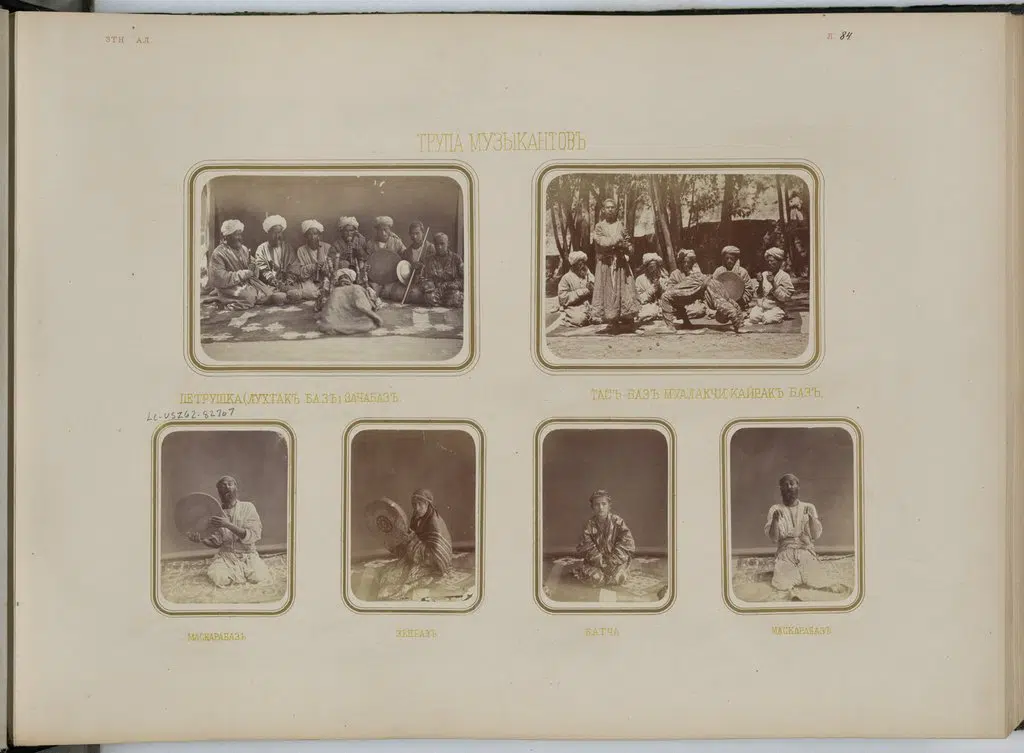 ЭТН. АЛ.
Л. 84
ТРУПА МУЗЫКАНТОВЪ
ПЕТРУШКА (ЛУХТАКЪ БАЗЪ) ЗАЧАБАЗЪ.
ТАСЪ БАЗЪ МУАЛАКЧИ КАЙРАКЪ БАЗЪ.
LC-USZ62-82767
МАСКАРАБАЗЪ
БАТЧА
МАСКАРАБАЗЪ